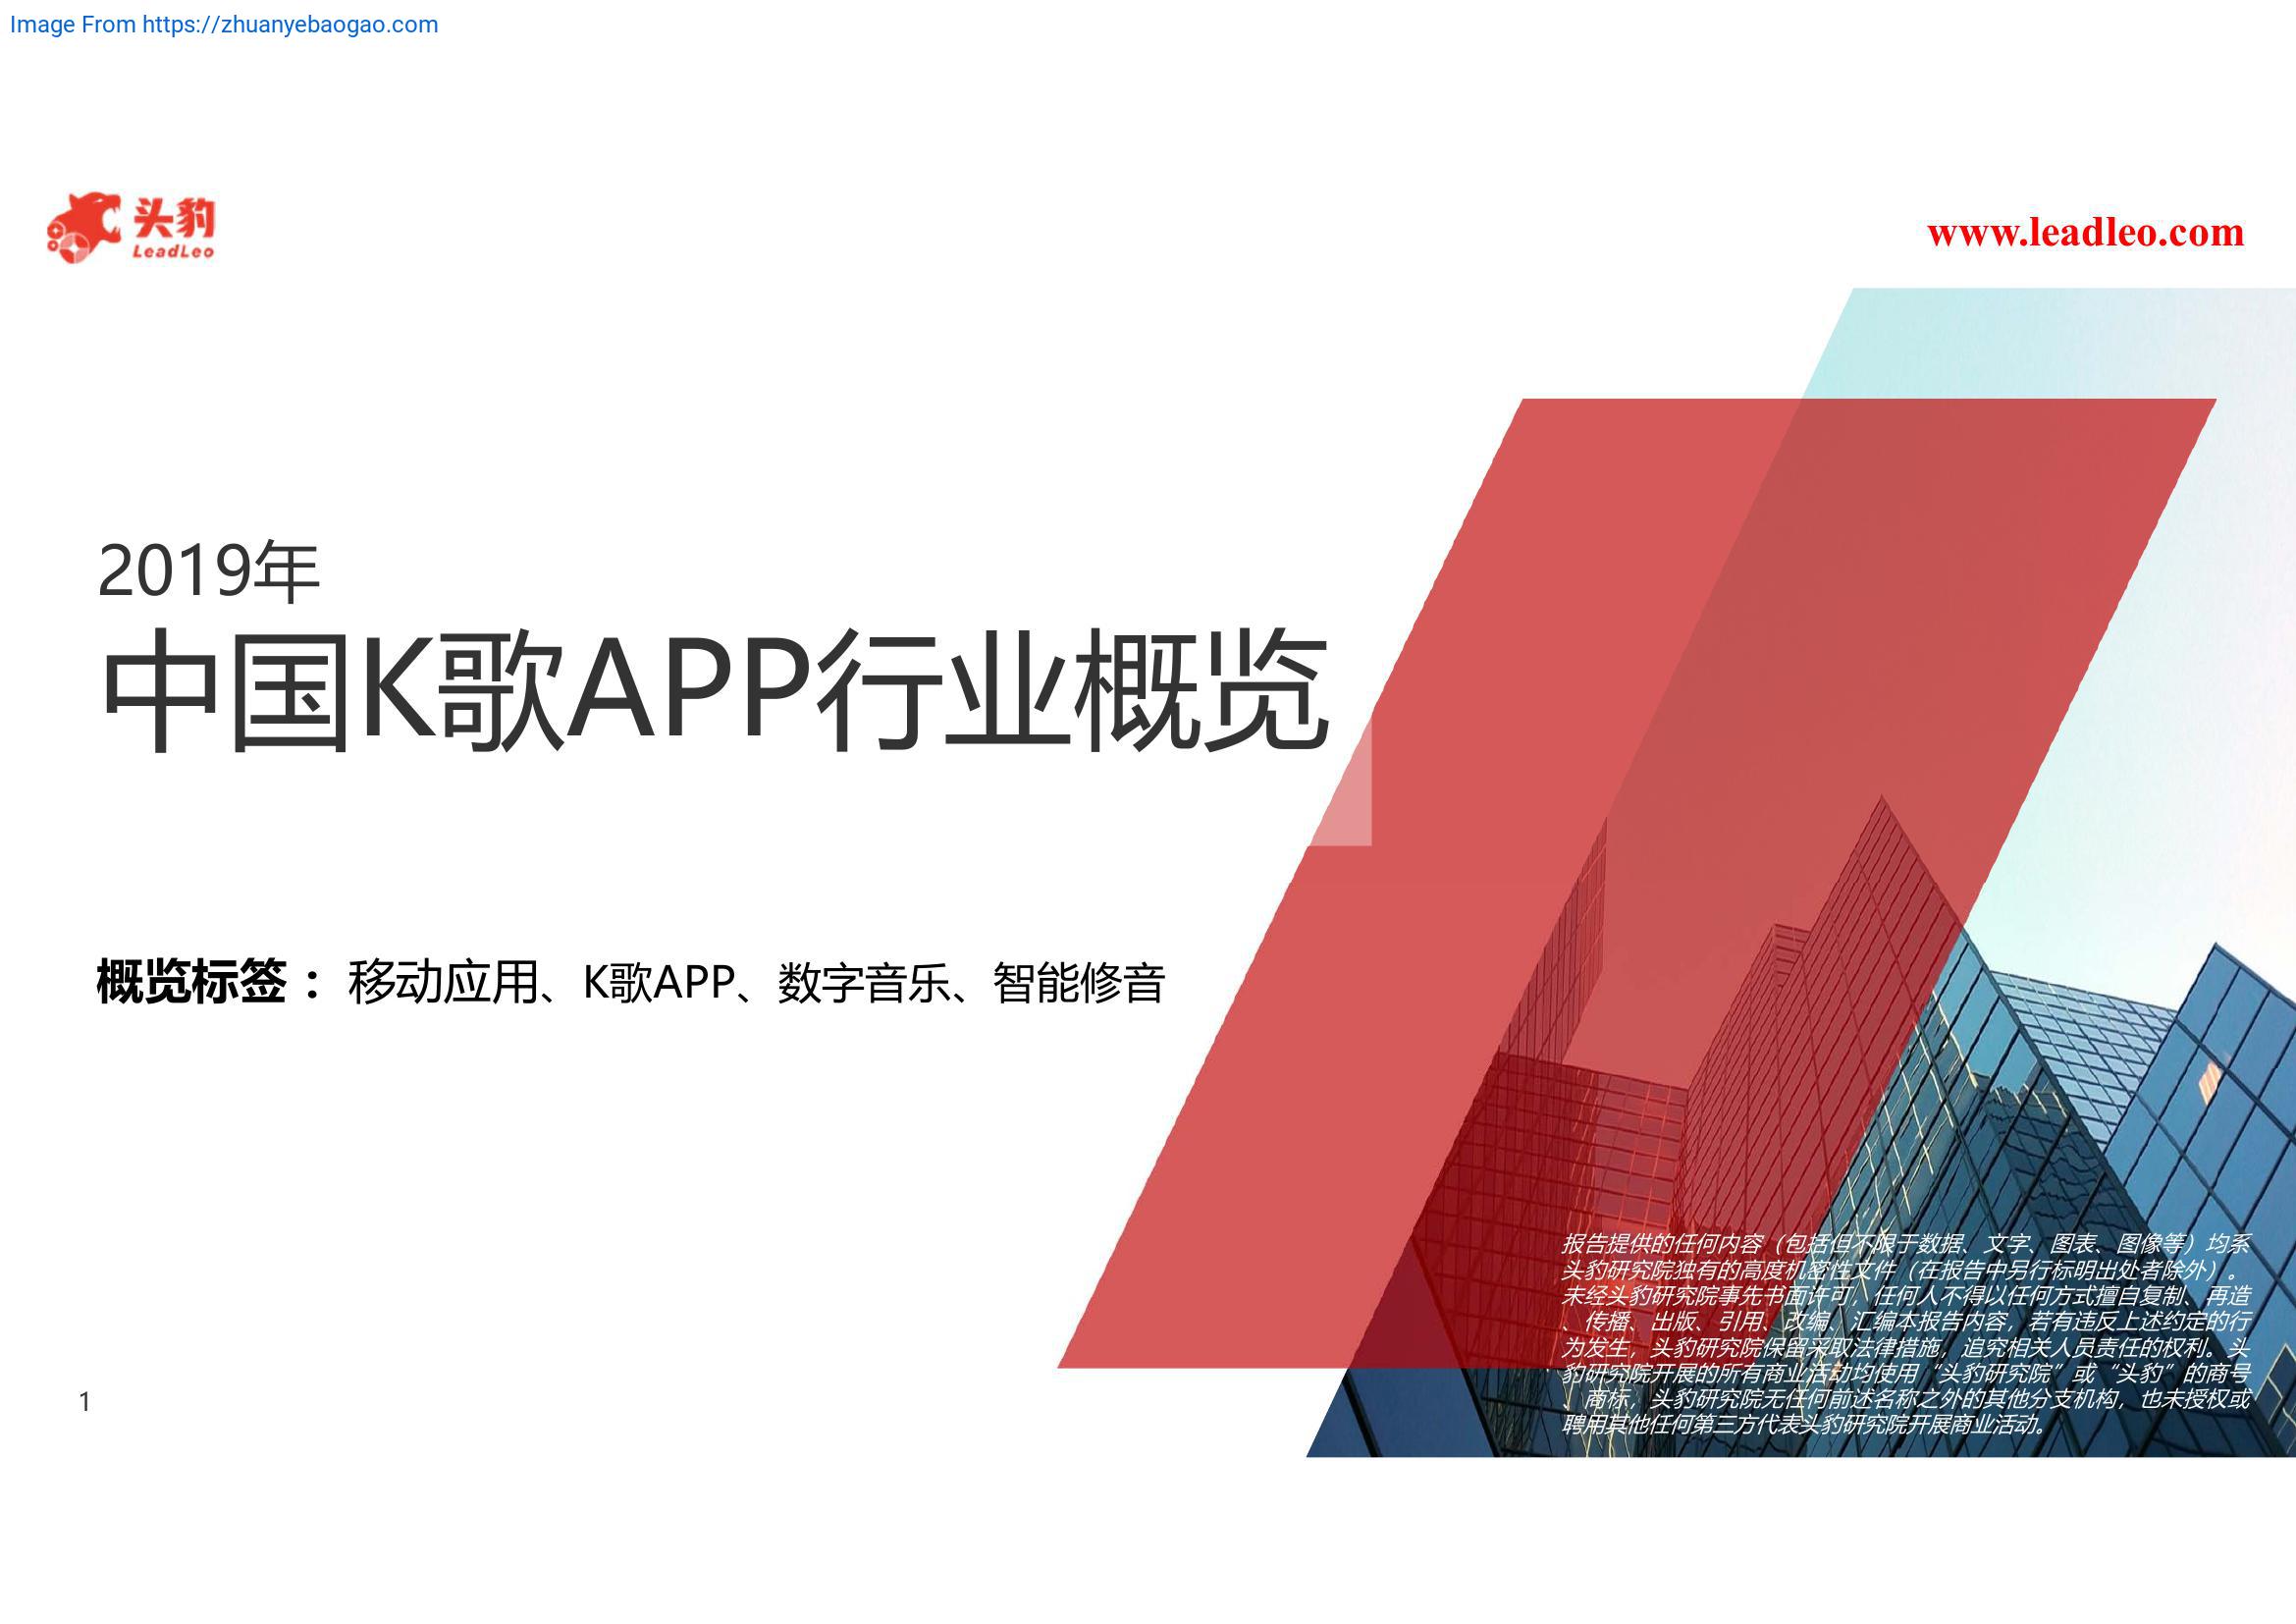 Image From https://zhuanyebaogao.com
头豹
LeadLeo
www.leadleo.com
2019年
中国K歌APP行业概览
概览标签： 移动应用、K歌APP、数字音乐、智能修音
报告提供的任何内容（包括但不限于数据、文字、图表、图像等）均系
头豹研究院独有的高度机密性文件（在报告中另行标明出处者除外）。
未经头豹研究院事先书面许可，任何人不得以任何方式擅自复制、再造
、传播、出版、引用、改编、汇编本报告内容，若有违反上述约定的行
为发生，头豹研究院保留采取法律措施，追究相关人员责任的权利。头
豹研究院开展的所有商业活动均使用“头豹研究院”或“头豹”的商号
、商标，头豹研究院无任何前述名称之外的其他分支机构，也未授权或
聘用其他任何第三方代表头豹研究院开展商业活动。
1